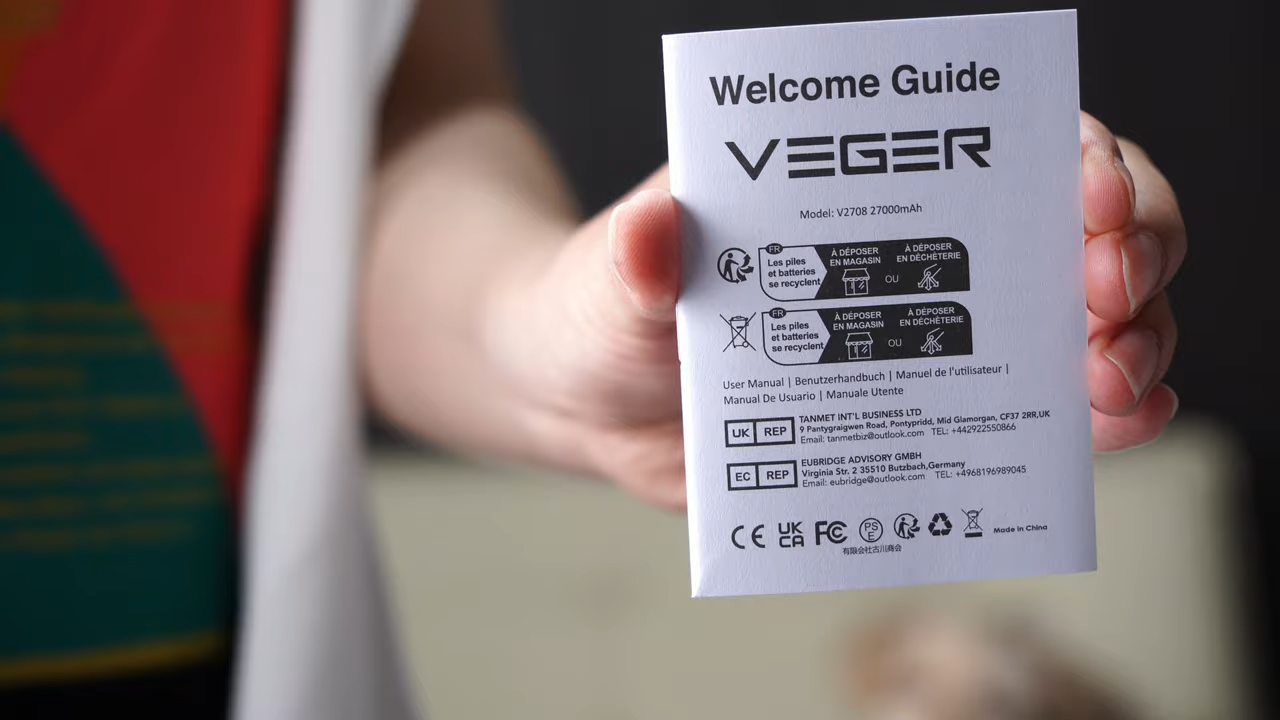 Welcome Guide
VEGER
Model: V2708 27000mAh
FR
Les piles
et batteries
se recyclent
À DÉPOSER
EN MAGASIN
OU
À DÉPOSER
EN DÉCHÈTERIE
FR
Les piles
et batteries
se recyclent
À DÉPOSER
EN MAGASIN
OU
À DÉPOSER
EN DÉCHÈTERIE
User Manual | Benutzerhandbuch | Manuel de l'utilisateur |
Manual De Usuario | Manuale Utente
UK REP
TANMET INT'L BUSINESS LTD
9 Pantygraigwen Road, Pontypridd, Mid Glamorgan, CF37 2RR,UK
Email: tanmetbiz@outlook.com TEL: +442922550866
EC REP
EUBRIDGE ADVISORY GMBH
Virginia Str. 2 35510 Butzbach,Germany
Email: eubridge@outlook.com TEL: +4968196989045
CE UK CA FC PS E Made in China
有限会社古川商会